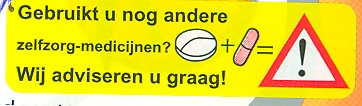 Gebruikt u nog andere
zelfzorg-medicijnen? + = !
Wij adviseren u graag!